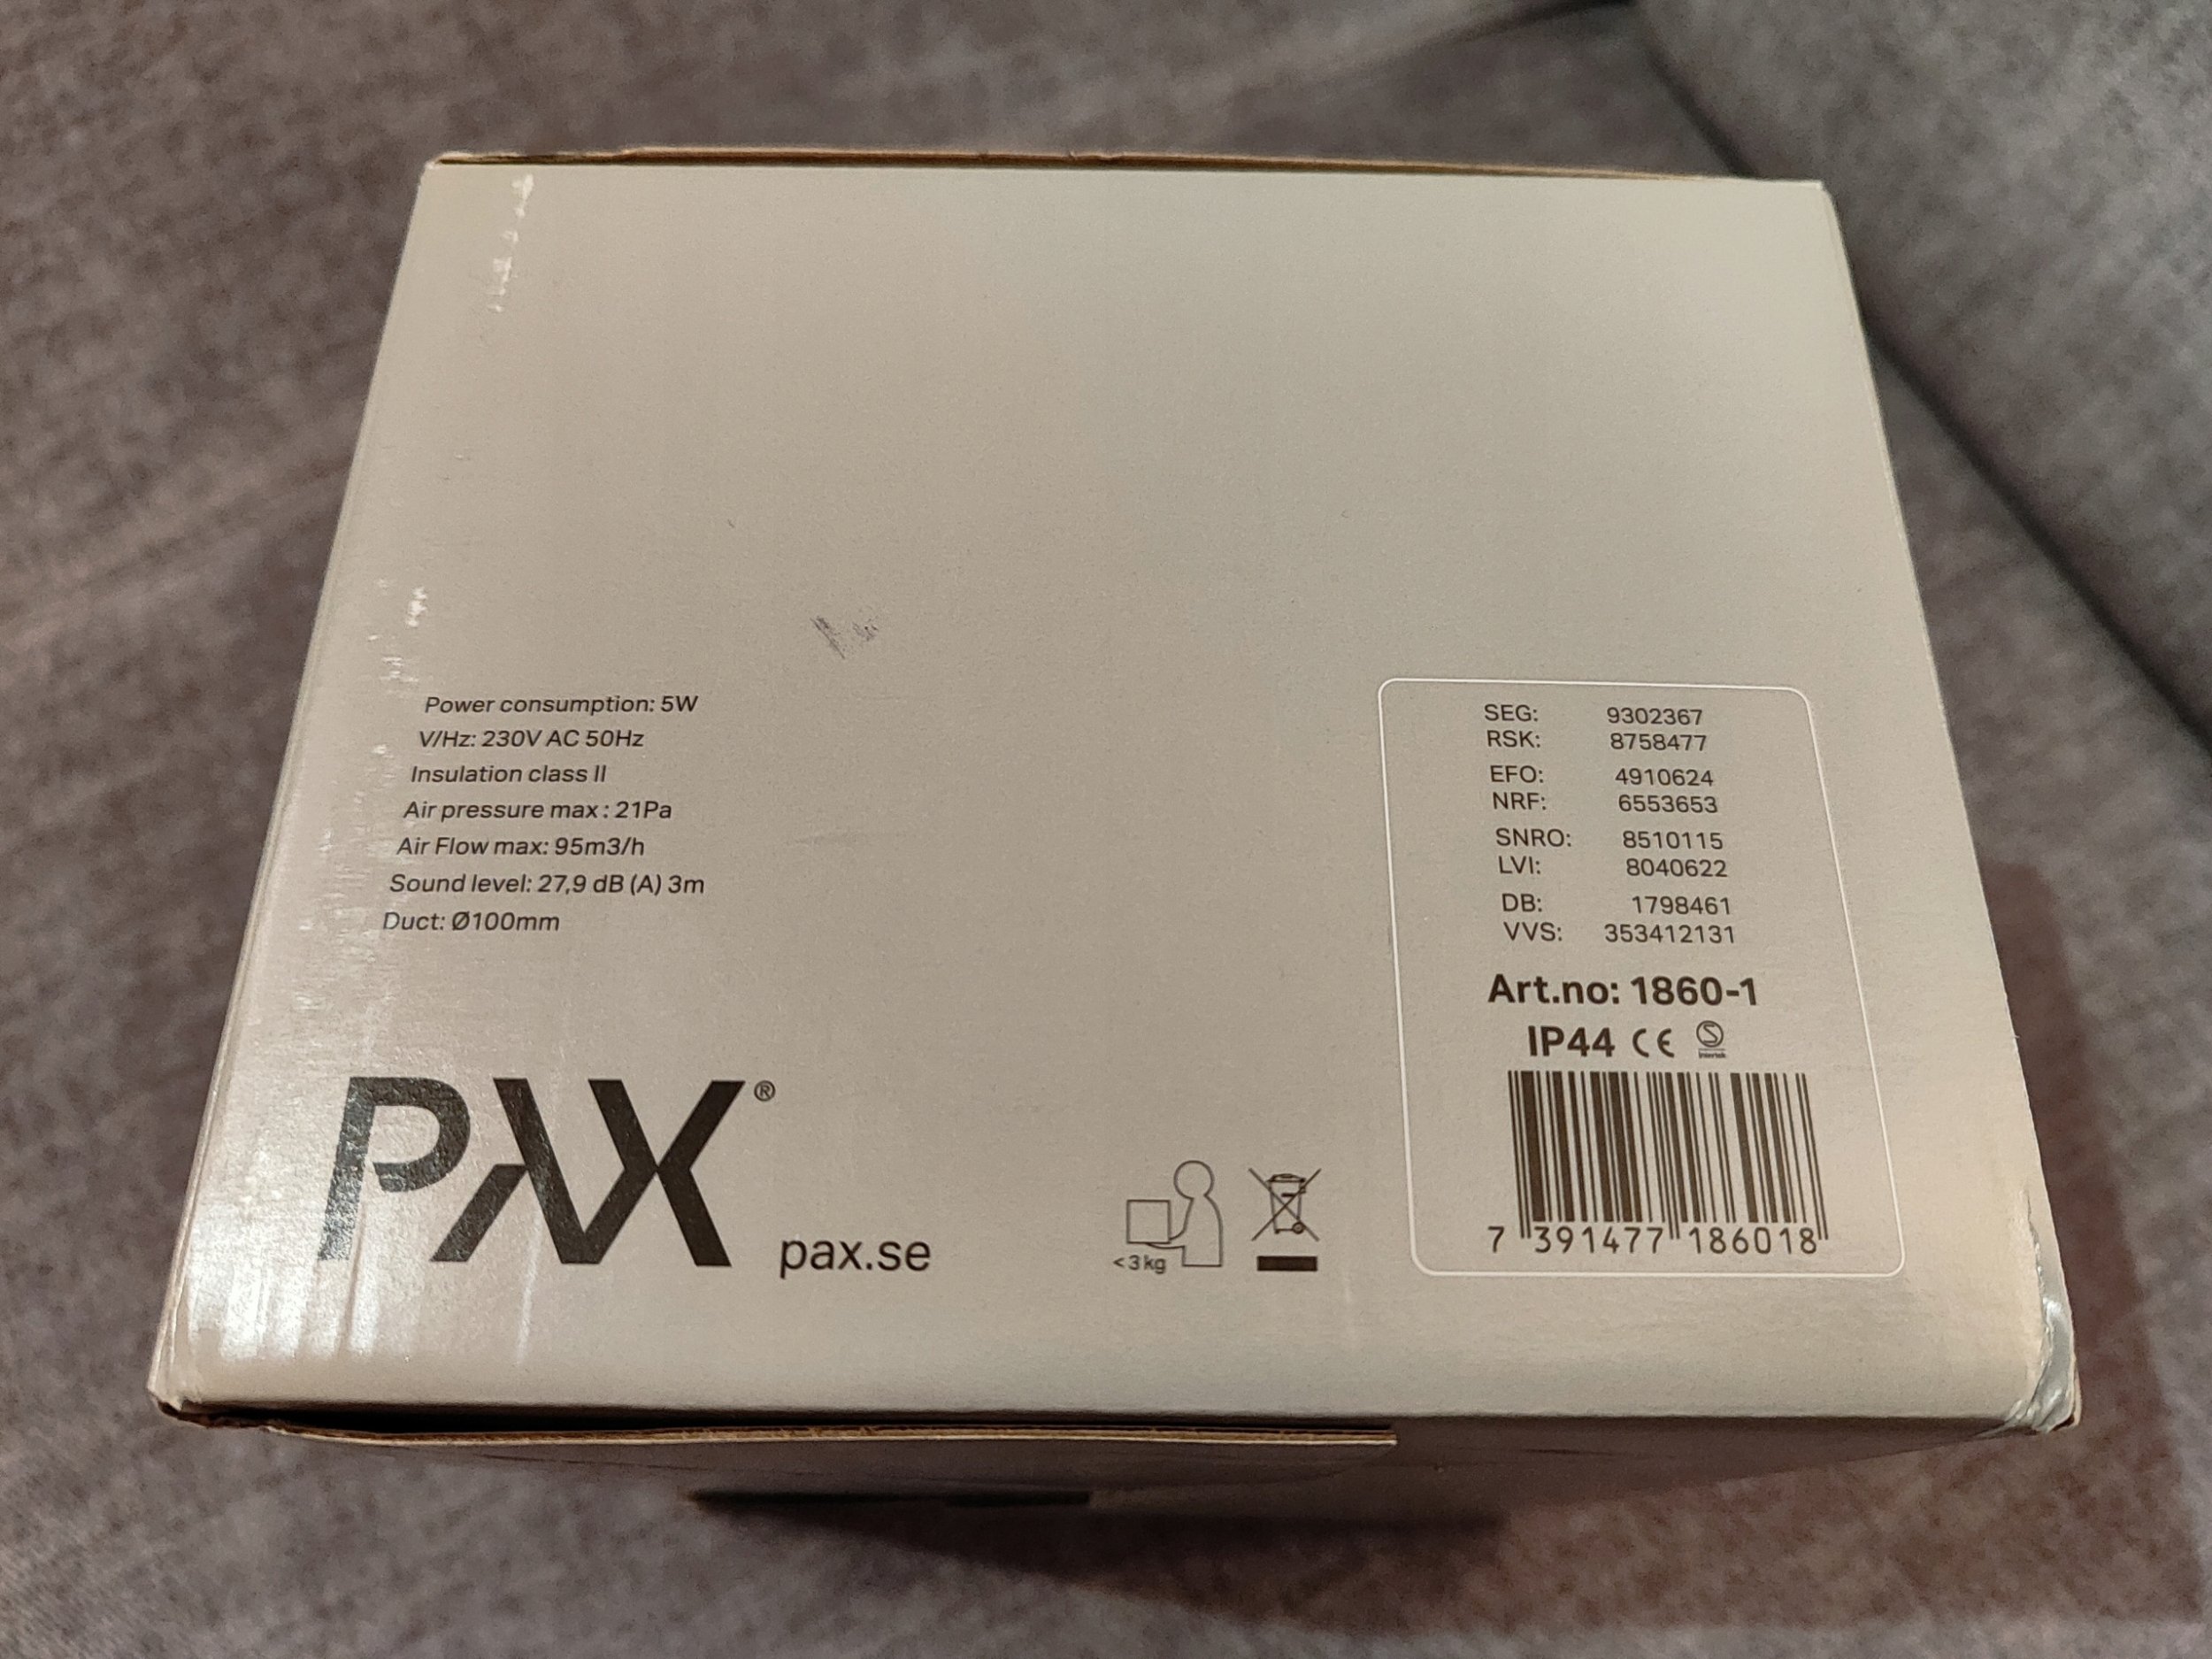 Power consumption: 5W
V/Hz: 230V AC 50Hz
Insulation class II
Air pressure max : 21Pa
Air Flow max: 95m3/h
Sound level: 27,9 dB (A) 3m
Duct: Ø100mm
PAX®
pax.se
<3kg
SEG: 9302367
RSK: 8758477
EFO: 4910624
NRF: 6553653
SNRO: 8510115
LVI: 8040622
DB: 1798461
VVS: 353412131
Art.no: 1860-1
IP44 CE S
Intertek
7 391477 186018